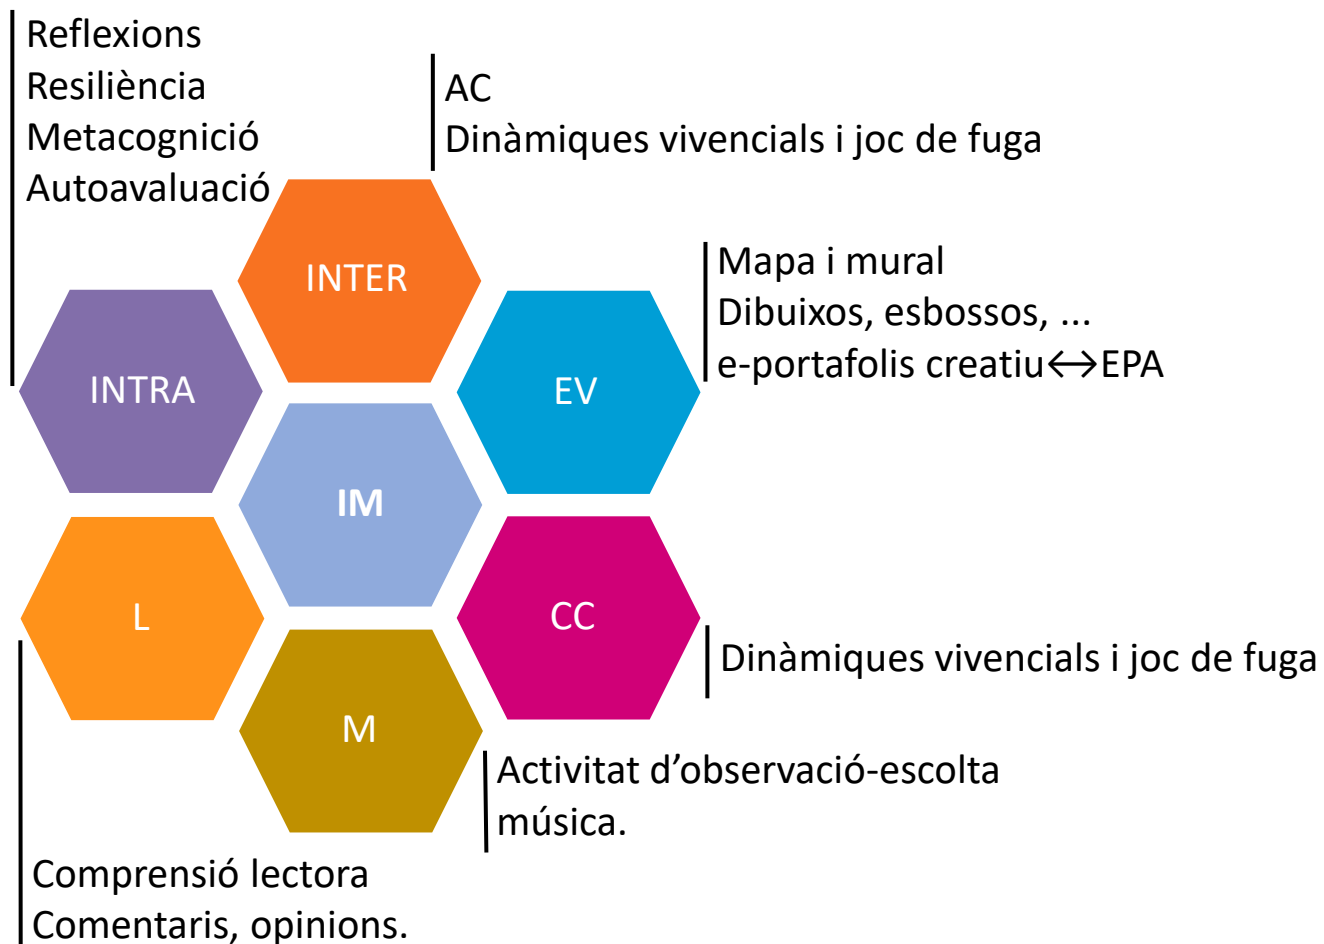 Reflexions
Resiliència
Metacognició
Autoavaluació
AC
Dinàmiques vivencials i joc de fuga
INTER
Mapa i mural
Dibuixos, esbossos, ...
e-portafolis creatiu↔EPA
INTRA
EV
IM
L
CC
Dinàmiques vivencials i joc de fuga
M
Activitat d’observació-escolta
música.
Comprensió lectora
Comentaris, opinions.